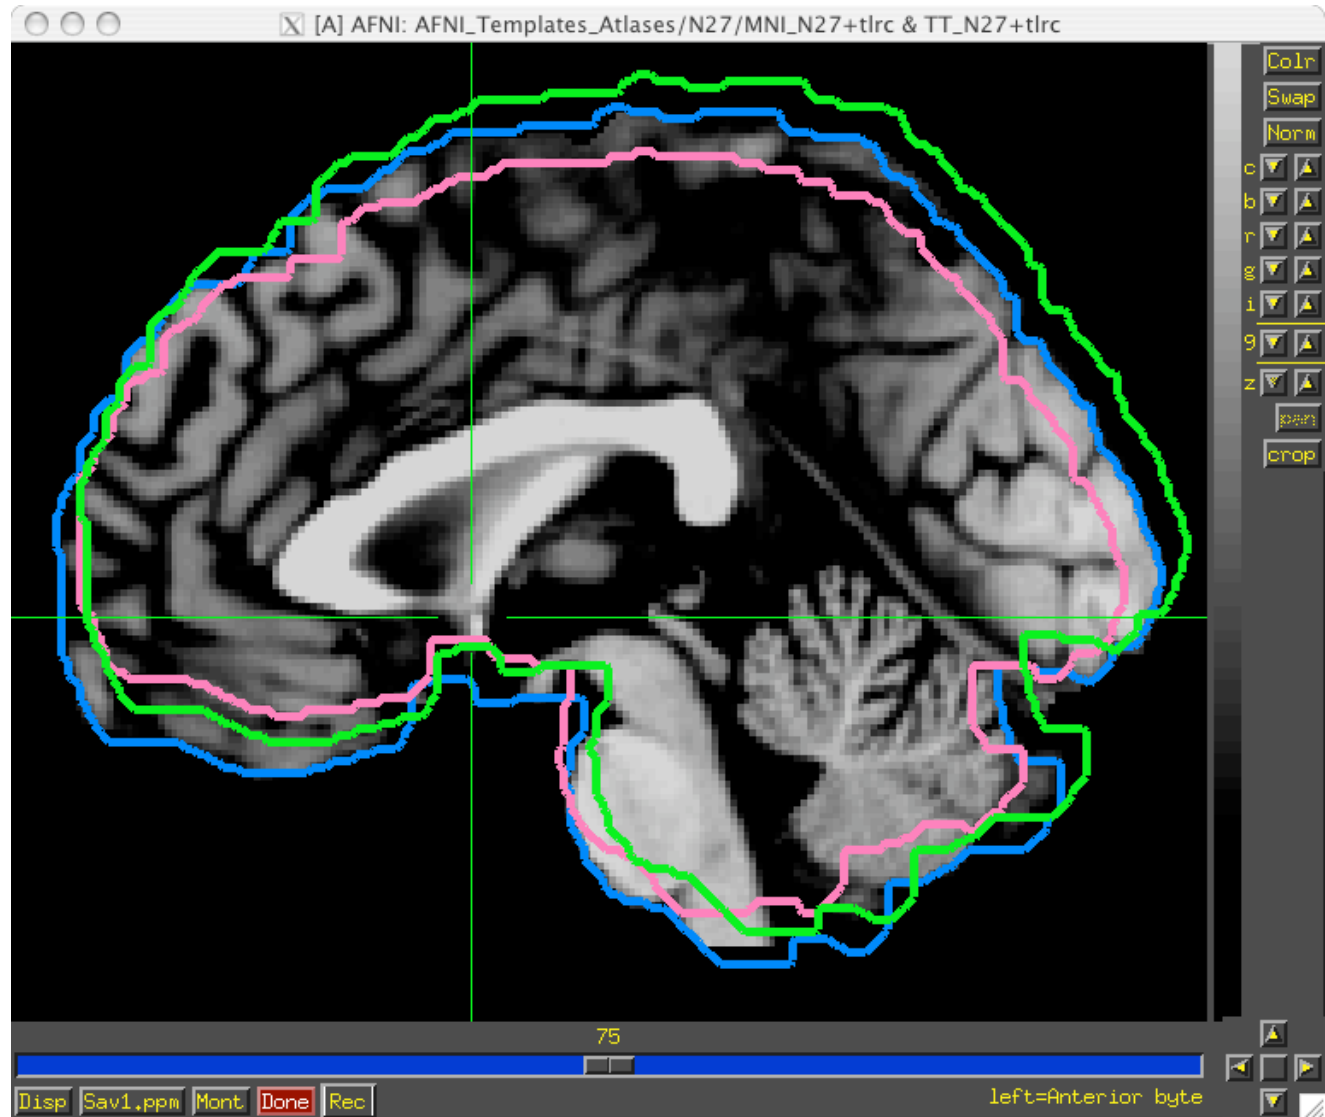 [A] AFNI: AFNI_Templates_Atlases/N27/MNI_N27+tlrc & TT_N27+tlrc
Colr
Swap
Norm
c
b
r
g
i
9
z
pan
crop
75
left=Anterior byte
Disp Sav1.ppm Mont Done Rec